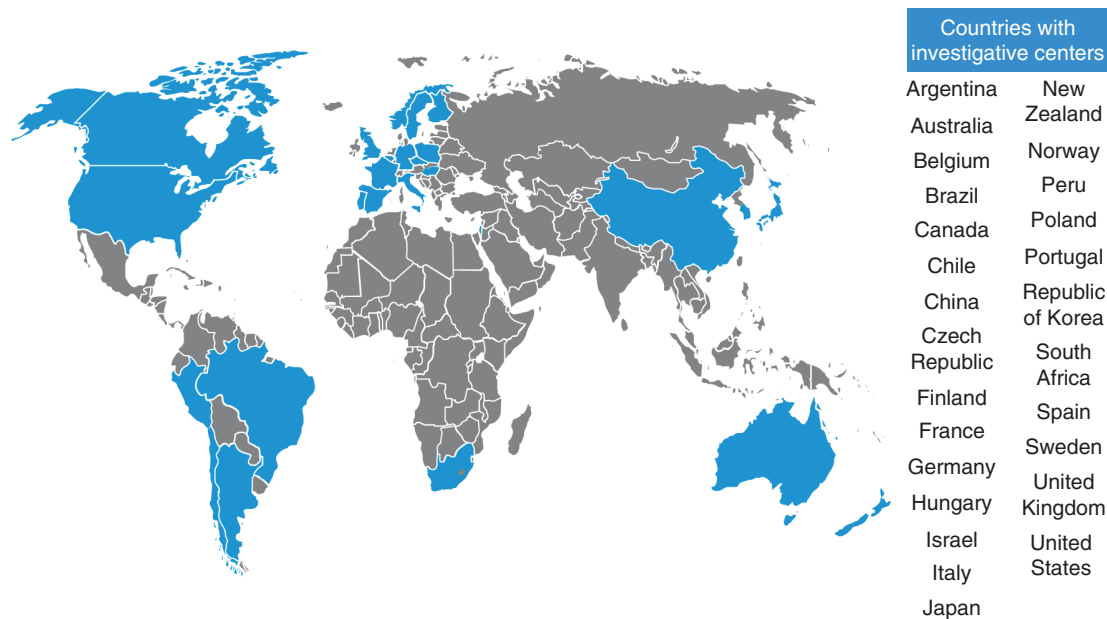 Countries with
investigative centers
Argentina
Australia
Belgium
Brazil
Canada
Chile
China
Czech
Republic
Finland
France
Germany
Hungary
Israel
Italy
Japan
New
Zealand
Norway
Peru
Poland
Portugal
Republic
of Korea
South
Africa
Spain
Sweden
United
Kingdom
United
States